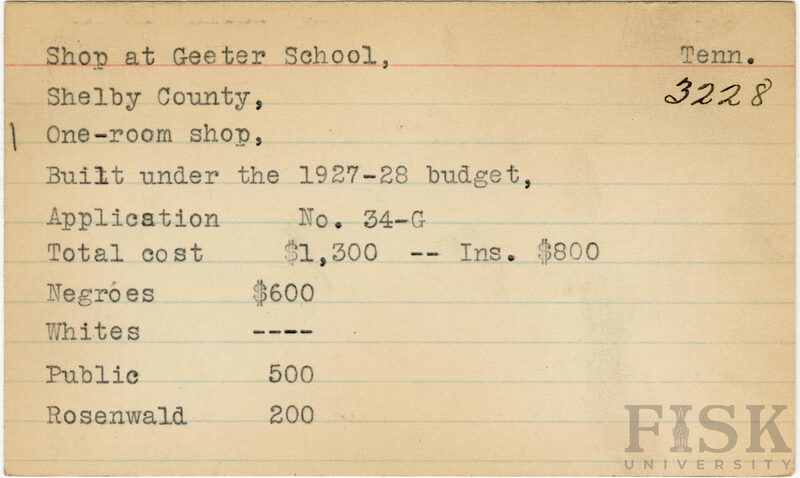 Shop at Geeter School, Tenn.
Shelby County, 3228
1 One-room shop,
Built under the 1927-28 budget,
Application No. 34-G
Total cost $1,300 -- Ins. $800
Negroes $600
Whites ----
Public 500
Rosenwald 200
FISK
UNIVERSITY